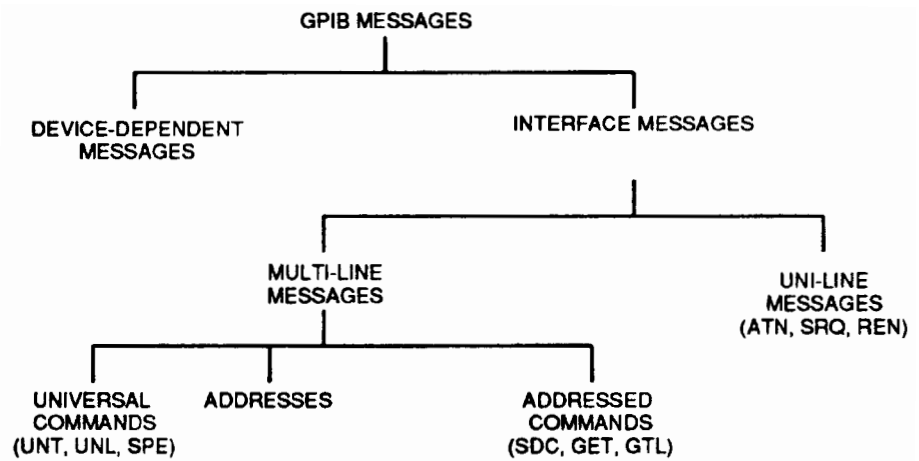 GPIB MESSAGES
DEVICE-DEPENDENT
MESSAGES
INTERFACE MESSAGES
MULTI-LINE
MESSAGES
UNI-LINE
MESSAGES
(ATN, SRQ, REN)
UNIVERSAL
COMMANDS
(UNT, UNL, SPE)
ADDRESSES
ADDRESSED
COMMANDS
(SDC, GET, GTL)